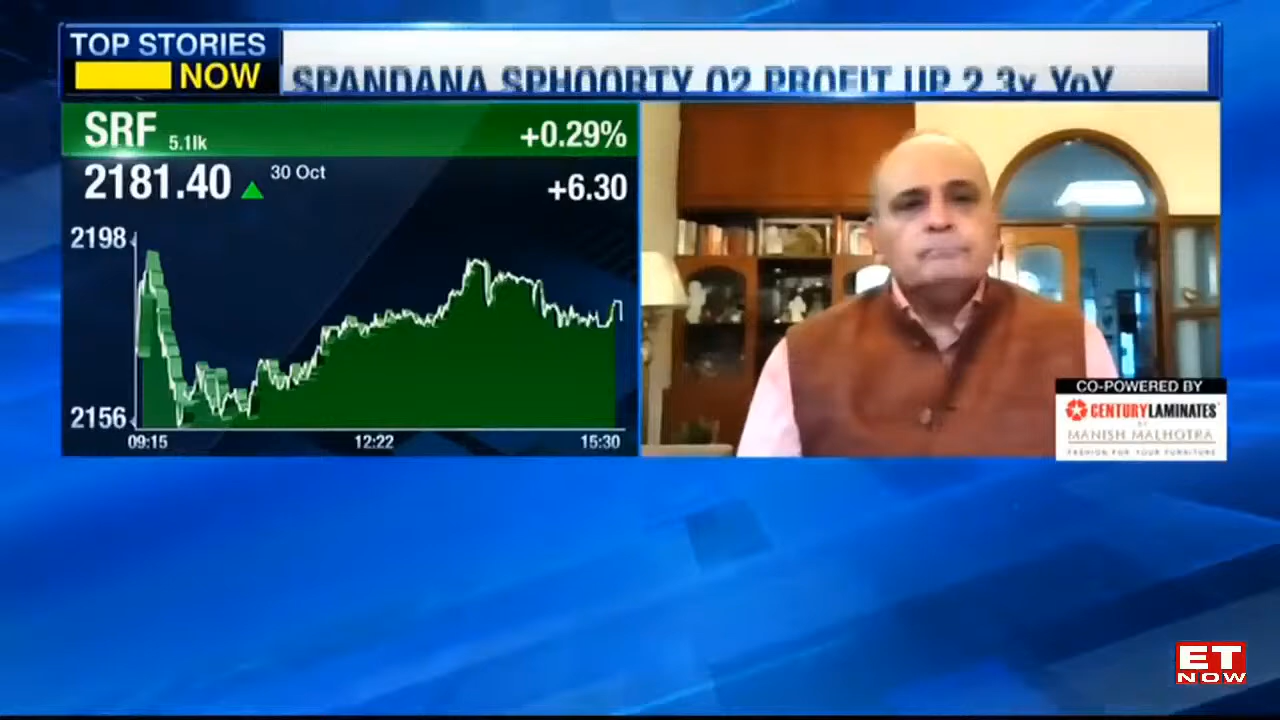 TOP STORIES
NOW
SPANDANA SPHOORTY Q2 PROFIT UP 2.3x YoY
SRF 5.1lk +0.29%
2181.40 30 Oct +6.30
2198
2156
09:15 12:22 15:30
CO-POWERED BY
CENTURYLAMINATES
BY
MANISH MALHOTRA
FASHION FOR YOUR FURNITURE
ET
NOW